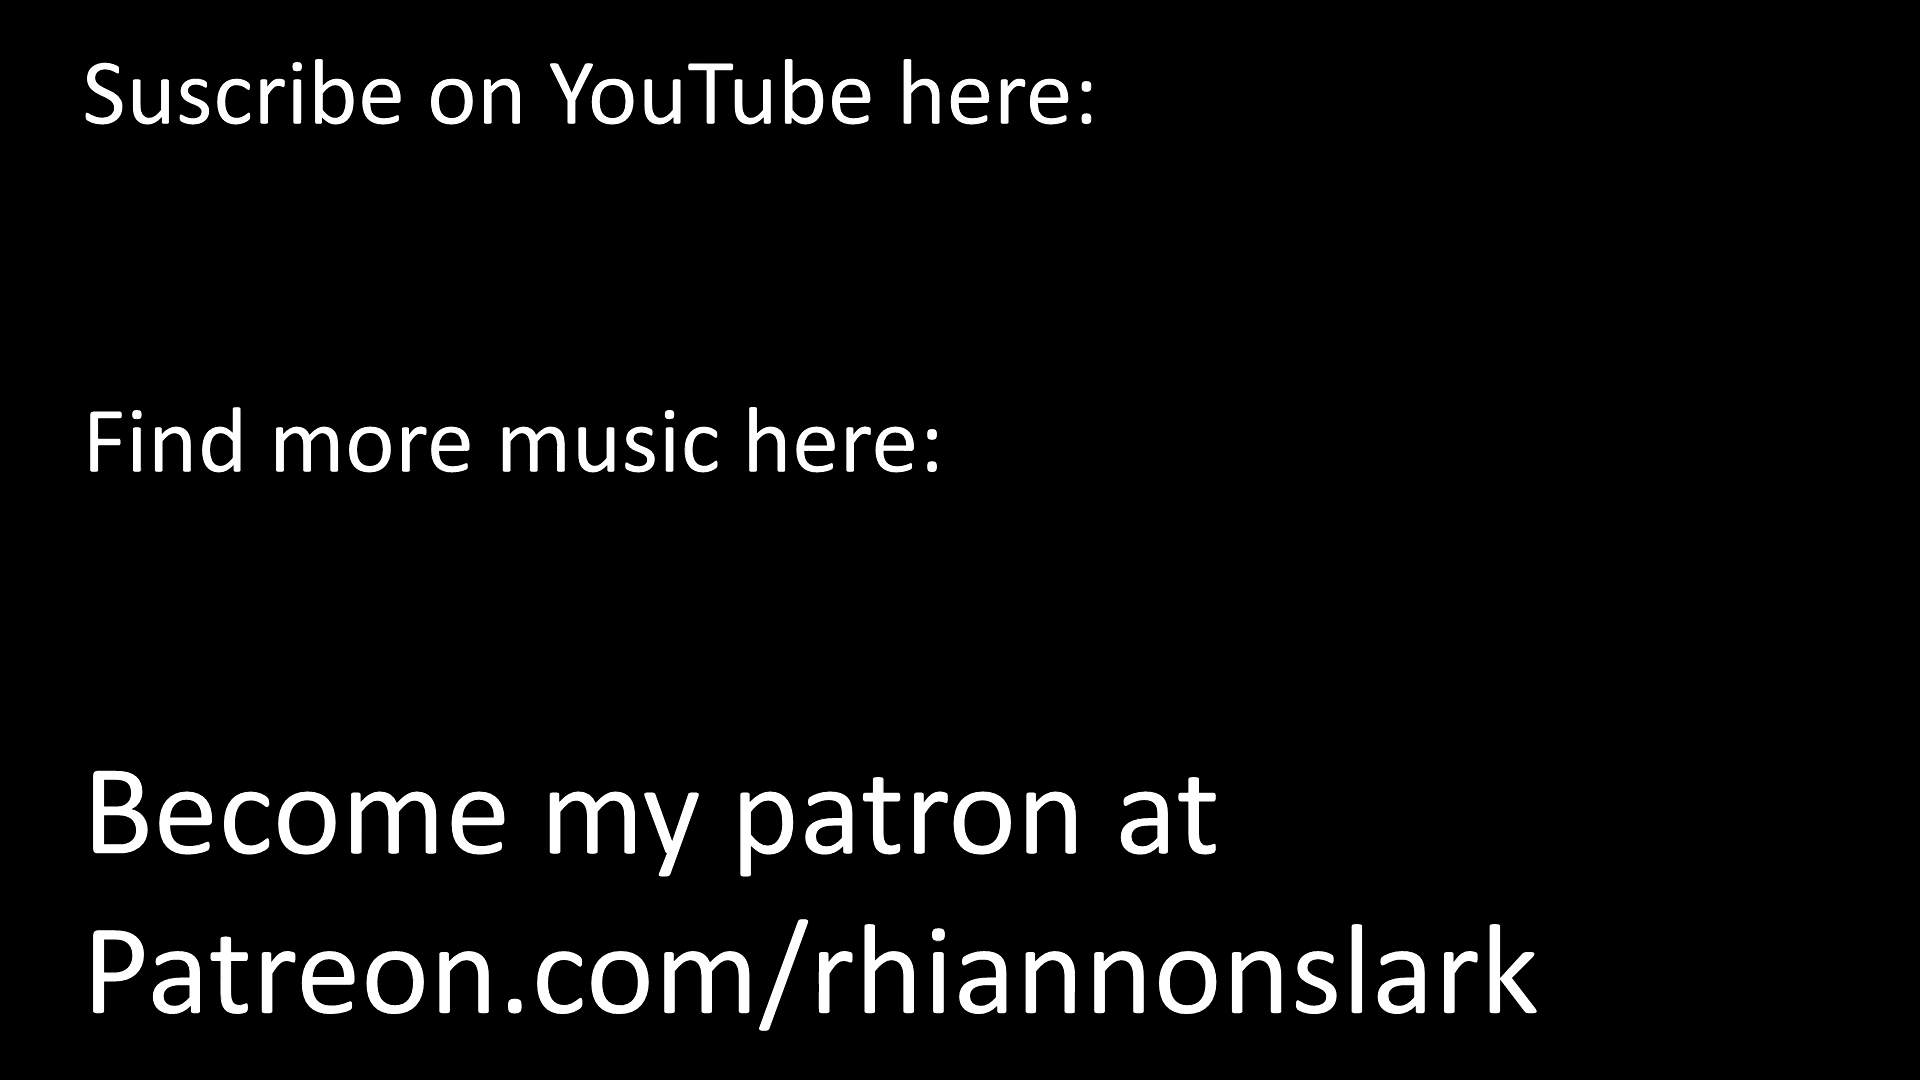 Suscribe on YouTube here:
Find more music here:
Become my patron at
Patreon.com/rhiannonslark